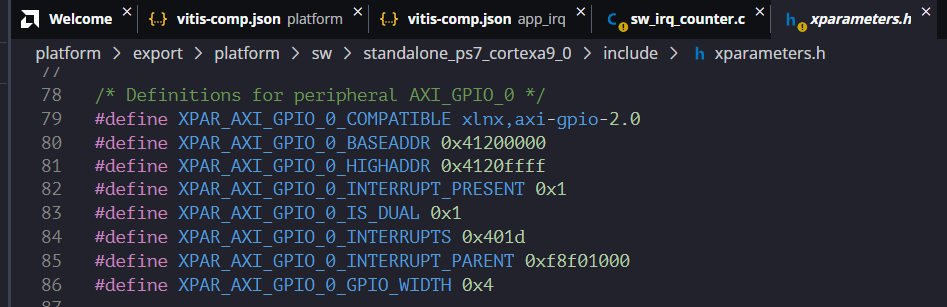 Welcome
vitis-comp.json platform
vitis-comp.json app_irq
sw_irq_counter.c
xparameters.h
platform > export > platform > sw > standalone_ps7_cortexa9_0 > include > h xparameters.h
77
78 /* Definitions for peripheral AXI_GPIO_0 */
79 #define XPAR_AXI_GPIO_0_COMPATIBLE xlnx,axi-gpio-2.0
80 #define XPAR_AXI_GPIO_0_BASEADDR 0x41200000
81 #define XPAR_AXI_GPIO_0_HIGHADDR 0x4120ffff
82 #define XPAR_AXI_GPIO_0_INTERRUPT_PRESENT 0x1
83 #define XPAR_AXI_GPIO_0_IS_DUAL 0x1
84 #define XPAR_AXI_GPIO_0_INTERRUPTS 0x401d
85 #define XPAR_AXI_GPIO_0_INTERRUPT_PARENT 0xf8f01000
86 #define XPAR_AXI_GPIO_0_GPIO_WIDTH 0x4
87